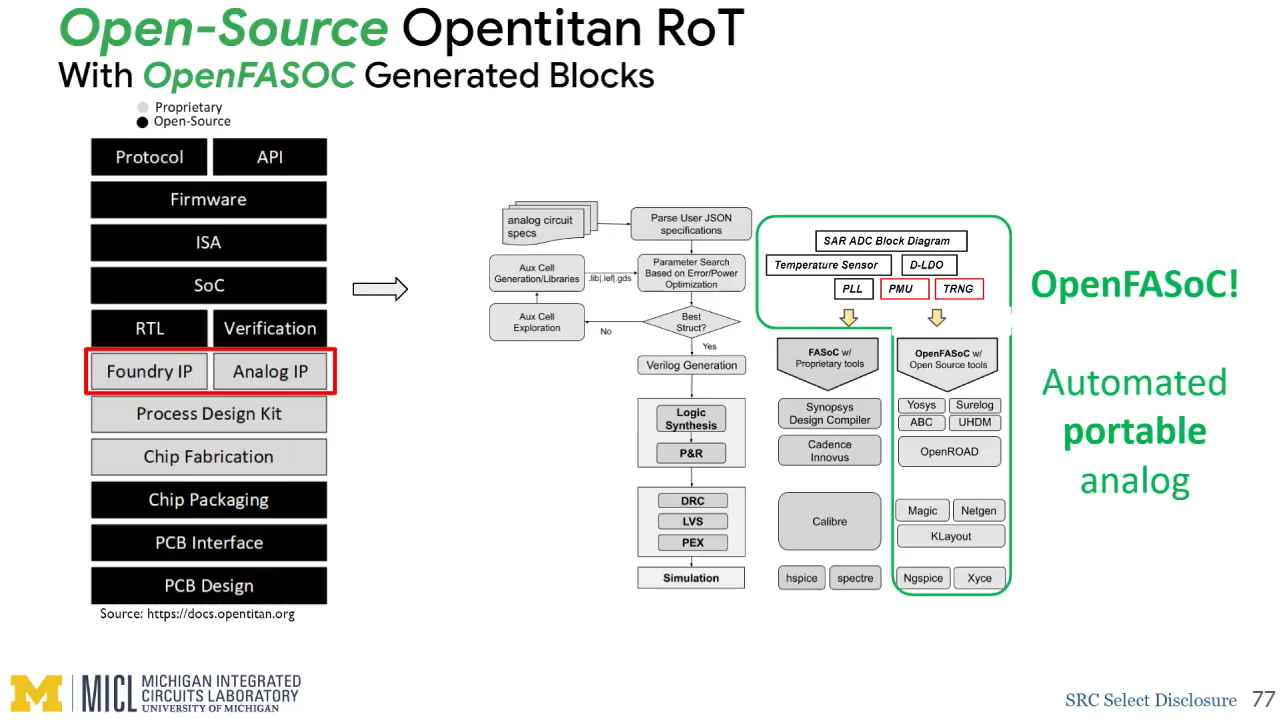 Open-Source Opentitan RoT
With OpenFASOC Generated Blocks
Proprietary
Open-Source
Protocol
API
Firmware
ISA
SoC
RTL
Verification
Foundry IP
Analog IP
Process Design Kit
Chip Fabrication
Chip Packaging
PCB Interface
PCB Design
Source: https://docs.opentitan.org
analog circuit
specs
Parse User JSON
specifications
Aux Cell
Generation/Libraries
.lib|.lef|.gds
Parameter Search
Based on Error/Power
Optimization
Aux Cell
Exploration
No
Best
Struct?
Yes
Verilog Generation
Logic
Synthesis
P&R
DRC
LVS
PEX
Simulation
SAR ADC Block Diagram
Temperature Sensor
D-LDO
PLL
PMU
TRNG
FASoC w/
Proprietary tools
Synopsys
Design Compiler
Cadence
Innovus
Calibre
hspice
spectre
OpenFASoC w/
Open Source tools
Yosys
Surelog
ABC
UHDM
OpenROAD
Magic
Netgen
KLayout
Ngspice
Xyce
OpenFASoC!
Automated
portable
analog
M
MICL
MICHIGAN INTEGRATED
CIRCUITS LABORATORY
UNIVERSITY OF MICHIGAN
SRC Select Disclosure
77